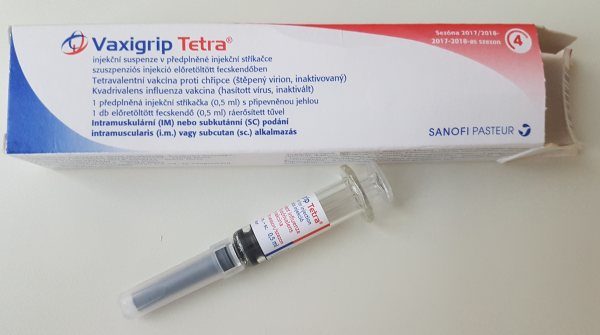 Vaxigrip Tetra®
injekční suspenze v předplněné injekční stříkačce
szuszpenziós injekció előretöltött fecskendőben
Tetravalentní vakcína proti chřipce (štěpený virion, inaktivovaný)
Kvadrivalens influenza vakcina (hasított vírus, inaktivált)
1 předplněná injekční stříkačka (0,5 ml) s připevněnou jehlou
1 db előretöltött fecskendő (0,5 ml) ráerősített tűvel
Intramuskulární (IM) nebo subkutánní (SC) podání
intramuscularis (i.m.) vagy subcutan (sc.) alkalmazás
Sezóna 2017/2018-
2017-2018-as szezon
4
SANOFI PASTEUR
grip Tetra®
0,5 ml